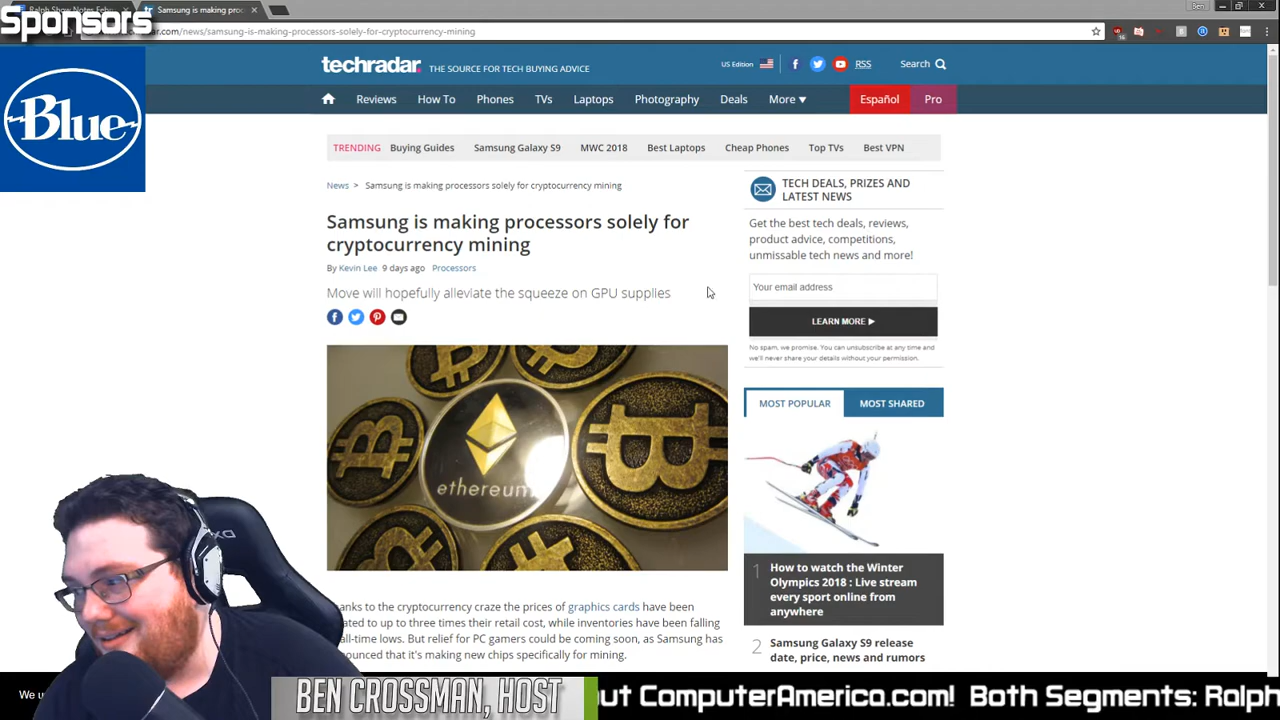 Ralph Show Notes
Samsung is making pro
Ben
Sponsors
.com/news/samsung-is-making-processors-solely-for-cryptocurrency-mining
Blue
techradar. THE SOURCE FOR TECH BUYING ADVICE
US Edition RSS Search
Reviews How To Phones TVs Laptops Photography Deals More ▼ Español Pro
TRENDING Buying Guides Samsung Galaxy S9 MWC 2018 Best Laptops Cheap Phones Top TVs Best VPN
News > Samsung is making processors solely for cryptocurrency mining
Samsung is making processors solely for
cryptocurrency mining
By Kevin Lee 9 days ago Processors
Move will hopefully alleviate the squeeze on GPU supplies
ethereum
anks to the cryptocurrency craze the prices of graphics cards have been
ated to up to three times their retail cost, while inventories have been falling
all-time lows. But relief for PC gamers could be coming soon, as Samsung has
nounced that it's making new chips specifically for mining.
TECH DEALS, PRIZES AND
LATEST NEWS
Get the best tech deals, reviews,
product advice, competitions,
unmissable tech news and more!
Your email address
LEARN MORE ▶
No spam, we promise. You can unsubscribe at any time and
we'll never share your details without your permission.
MOST POPULAR MOST SHARED
1 How to watch the Winter
Olympics 2018 : Live stream
every sport online from
anywhere
2 Samsung Galaxy S9 release
date, price, news and rumors
We u
BEN CROSSMAN, HOST
out ComputerAmerica.com! Both Segments: Ralph